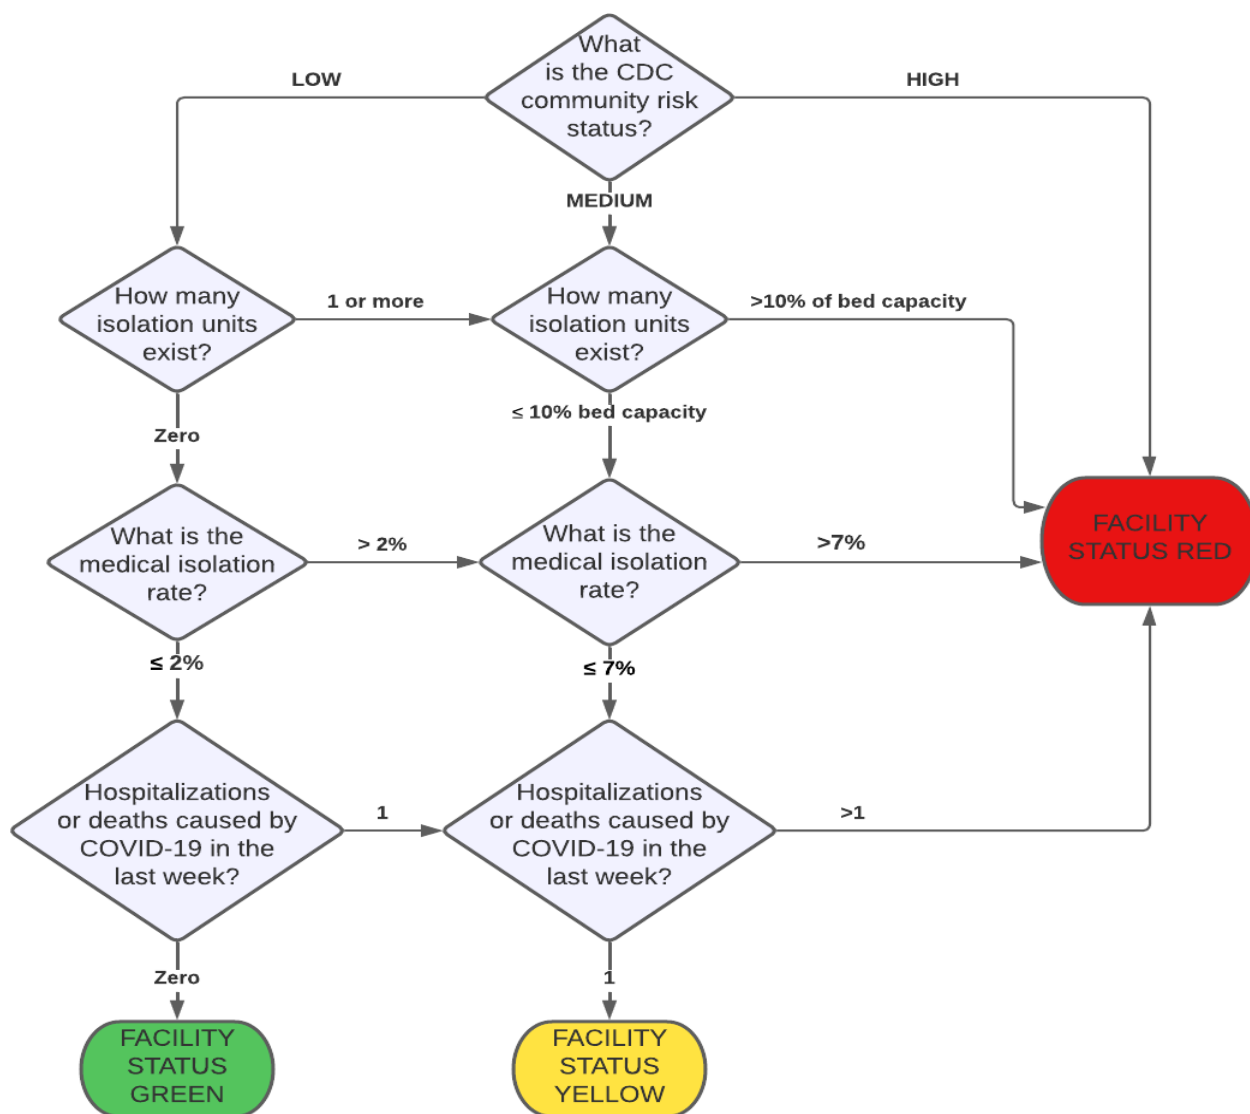 What
is the CDC
community risk
status?
LOW
HIGH
MEDIUM
How many
isolation units
exist?
1 or more
How many
isolation units
exist?
>10% of bed capacity
Zero
≤ 10% bed capacity
What is the
medical isolation
rate?
> 2%
What is the
medical isolation
rate?
>7%
FACILITY
STATUS RED
≤ 2%
≤ 7%
Hospitalizations
or deaths caused by
COVID-19 in the
last week?
1
Hospitalizations
or deaths caused by
COVID-19 in the
last week?
>1
Zero
1
FACILITY
STATUS
GREEN
FACILITY
STATUS
YELLOW